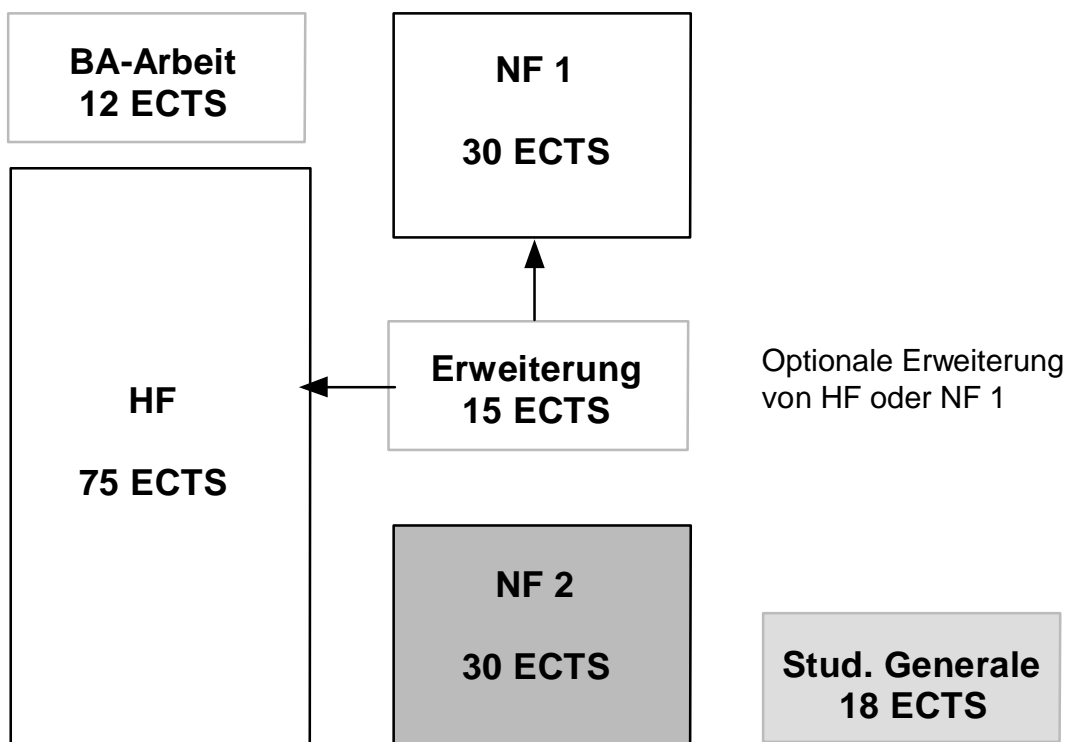 BA-Arbeit
12 ECTS
NF 1
30 ECTS
HF
75 ECTS
Erweiterung
15 ECTS
Optionale Erweiterung
von HF oder NF 1
NF 2
30 ECTS
Stud. Generale
18 ECTS